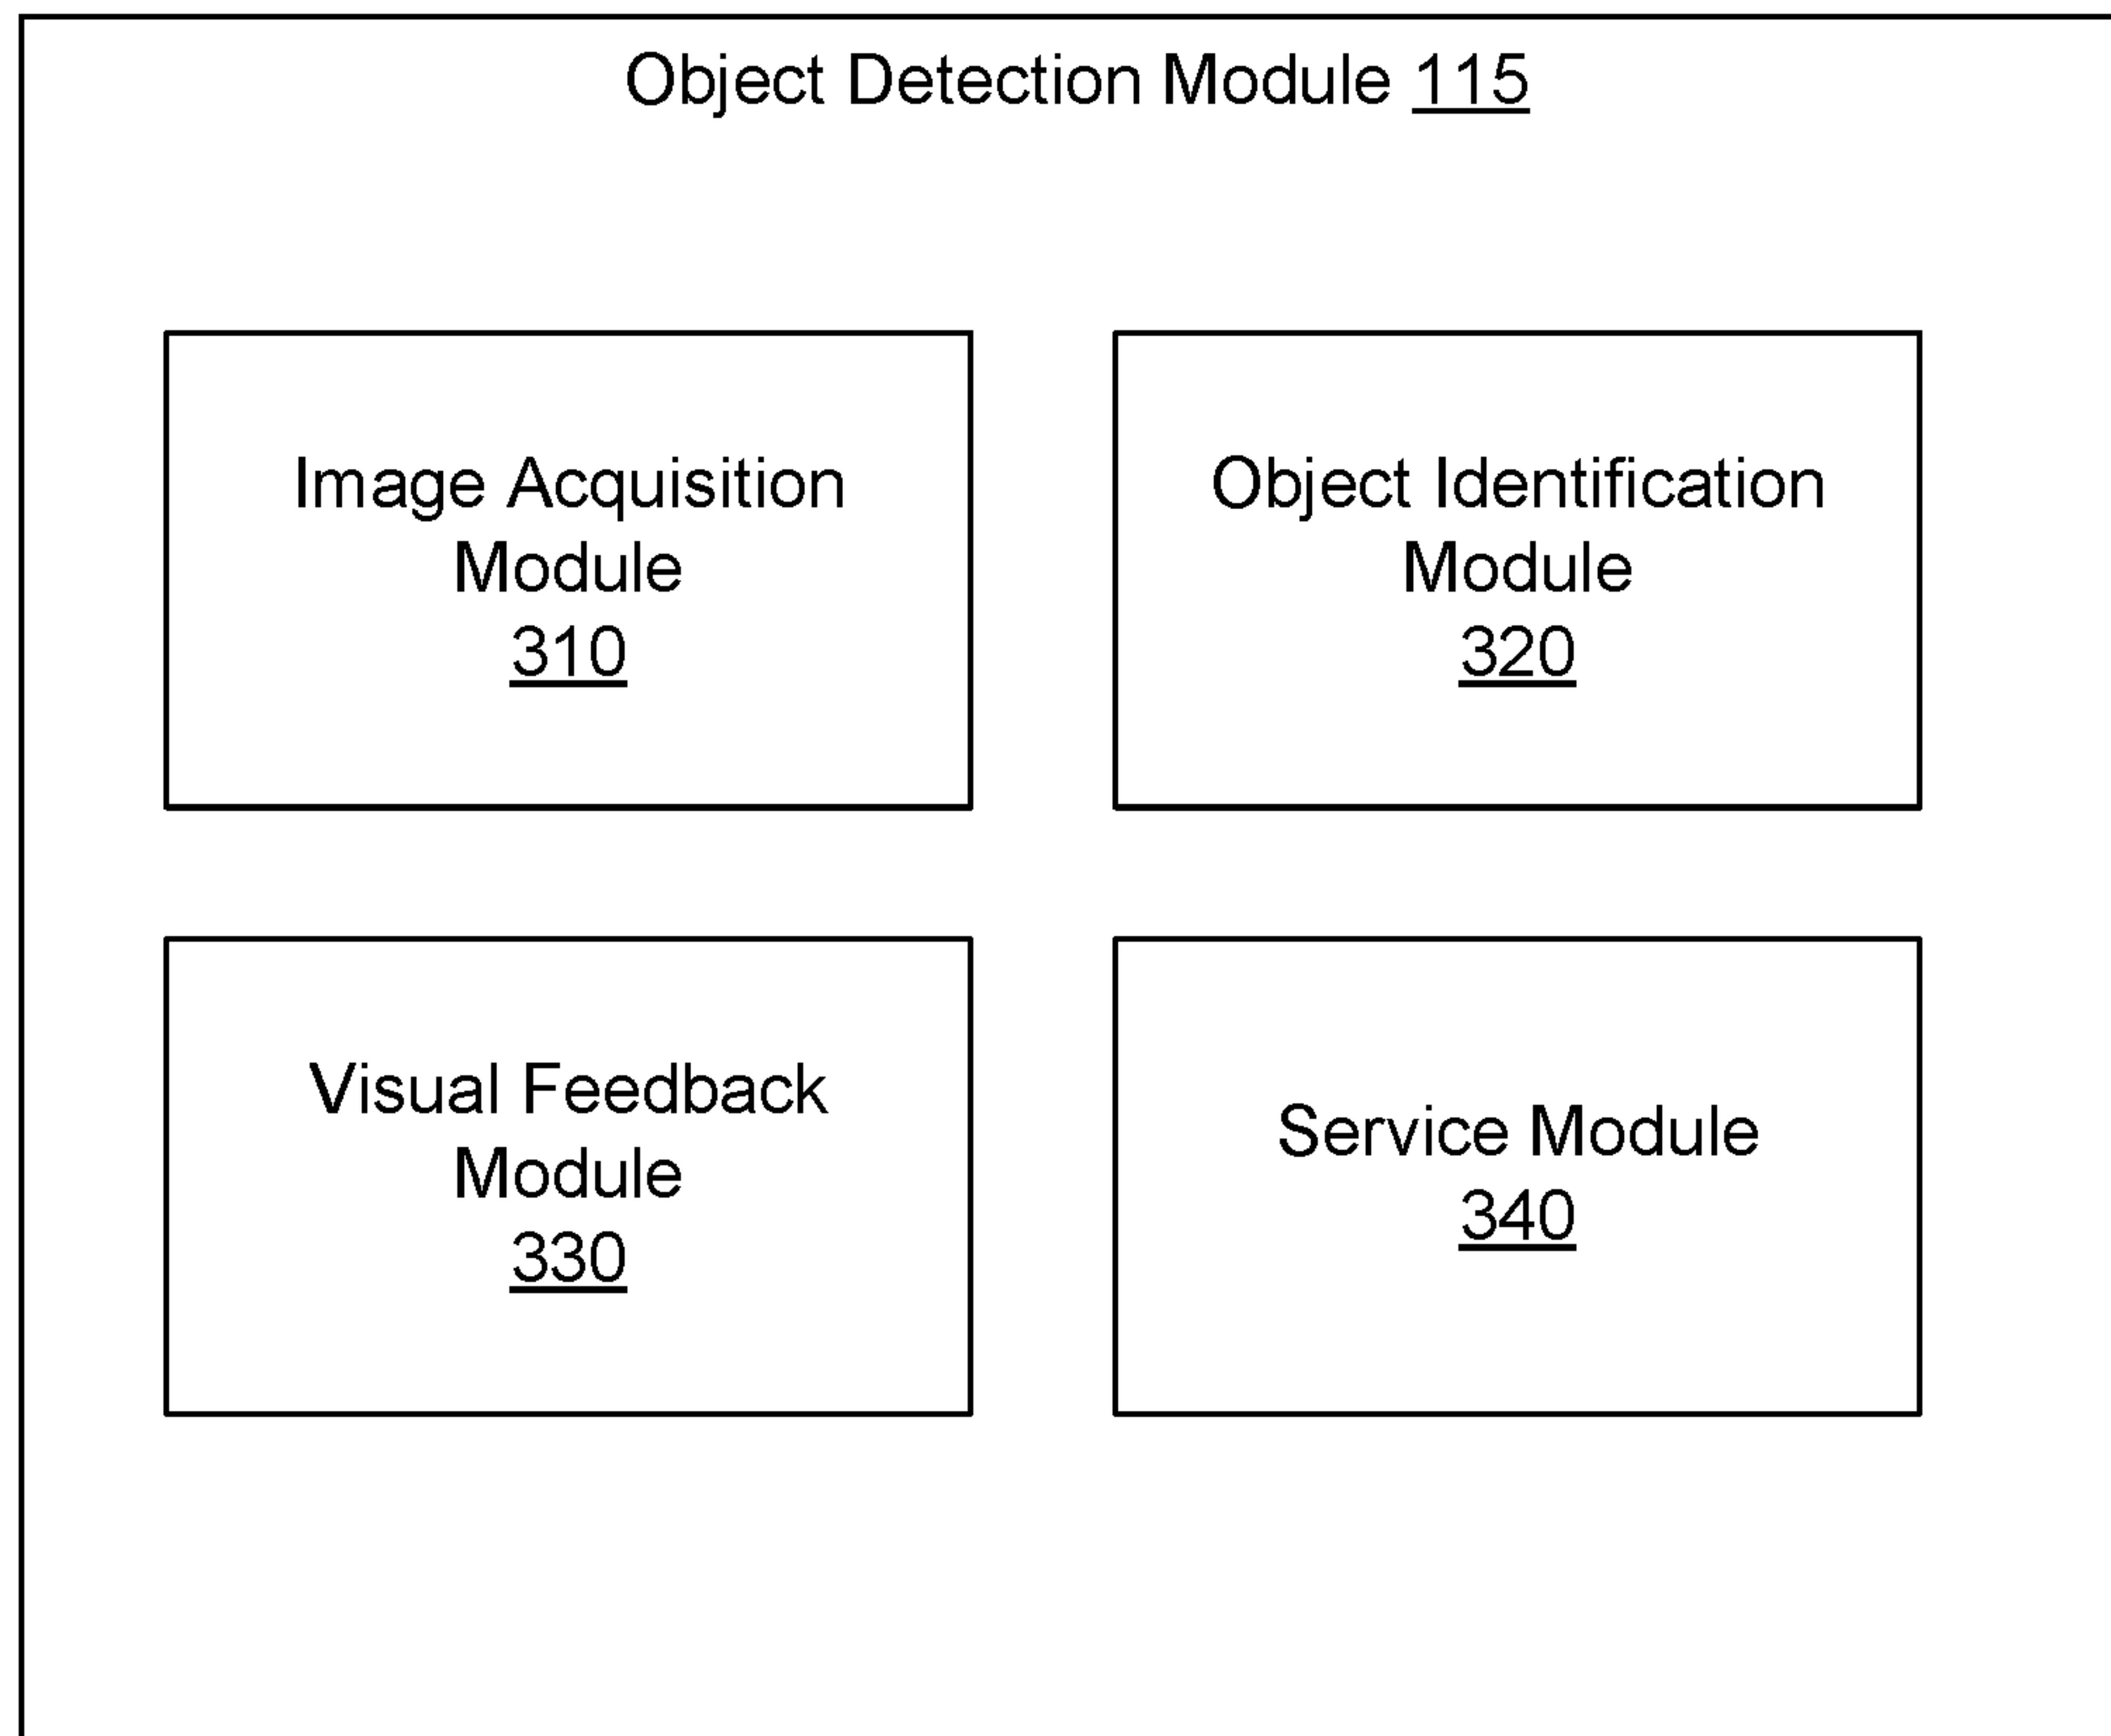 Object Detection Module 115
Image Acquisition
Module
310
Object Identification
Module
320
Visual Feedback
Module
330
Service Module
340